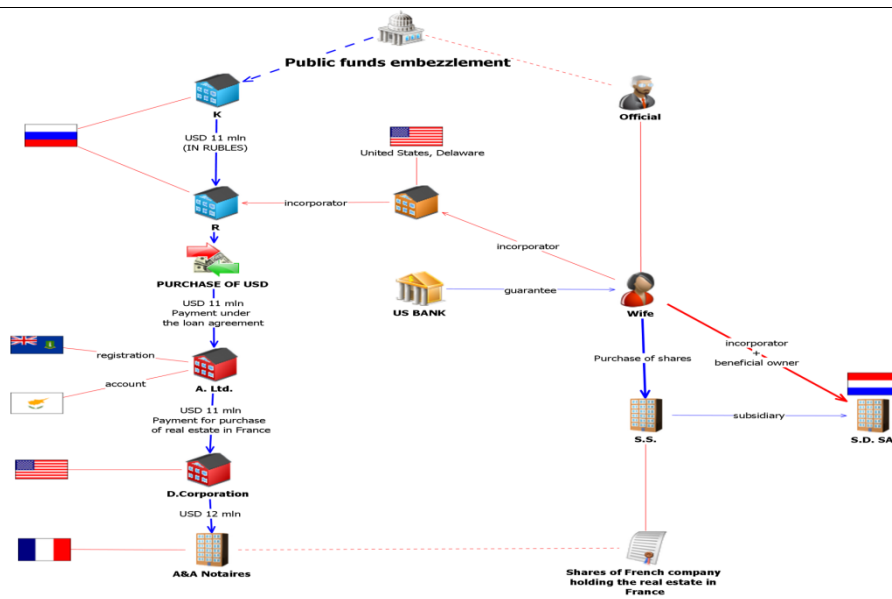 Public funds embezzlement
K
Official
USD 11 mln
(IN RUBLES)
United States, Delaware
incorporator
R
incorporator
PURCHASE OF USD
US BANK
guarantee
Wife
USD 11 mln
Payment under
the loan agreement
incorporator
+
beneficial owner
Purchase of shares
registration
account
A. Ltd.
USD 11 mln
Payment for purchase
of real estate in France
S.S.
subsidiary
S.D. SA
D.Corporation
USD 12 mln
A&A Notaires
Shares of French company
holding the real estate in
France